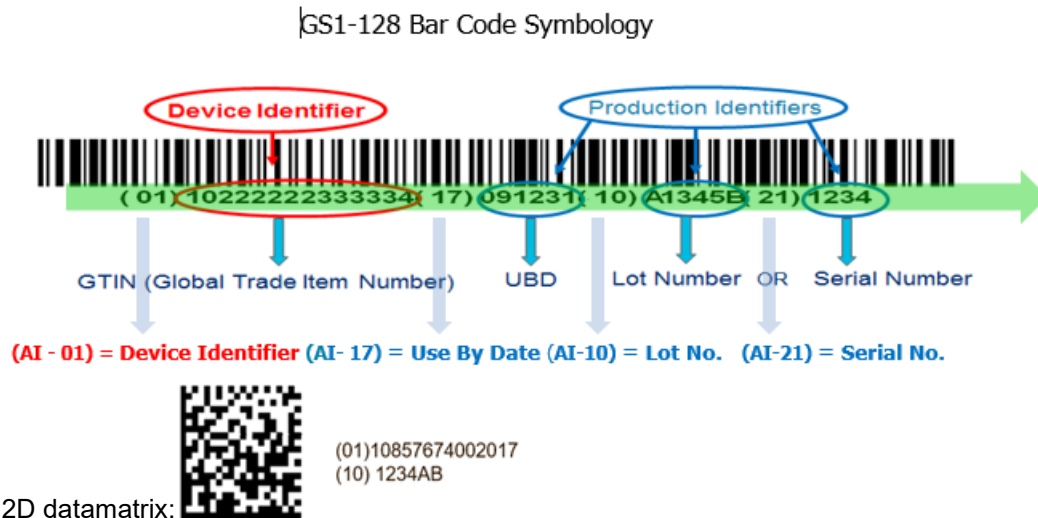 GS1-128 Bar Code Symbology
Device Identifier
Production Identifiers
( 01) 10222222333334( 17) 091231( 10) A1345B( 21) 1234
GTIN (Global Trade Item Number) UBD Lot Number OR Serial Number
(AI - 01) = Device Identifier (AI- 17) = Use By Date (AI-10) = Lot No. (AI-21) = Serial No.
(01)10857674002017
(10) 1234AB
2D datamatrix: